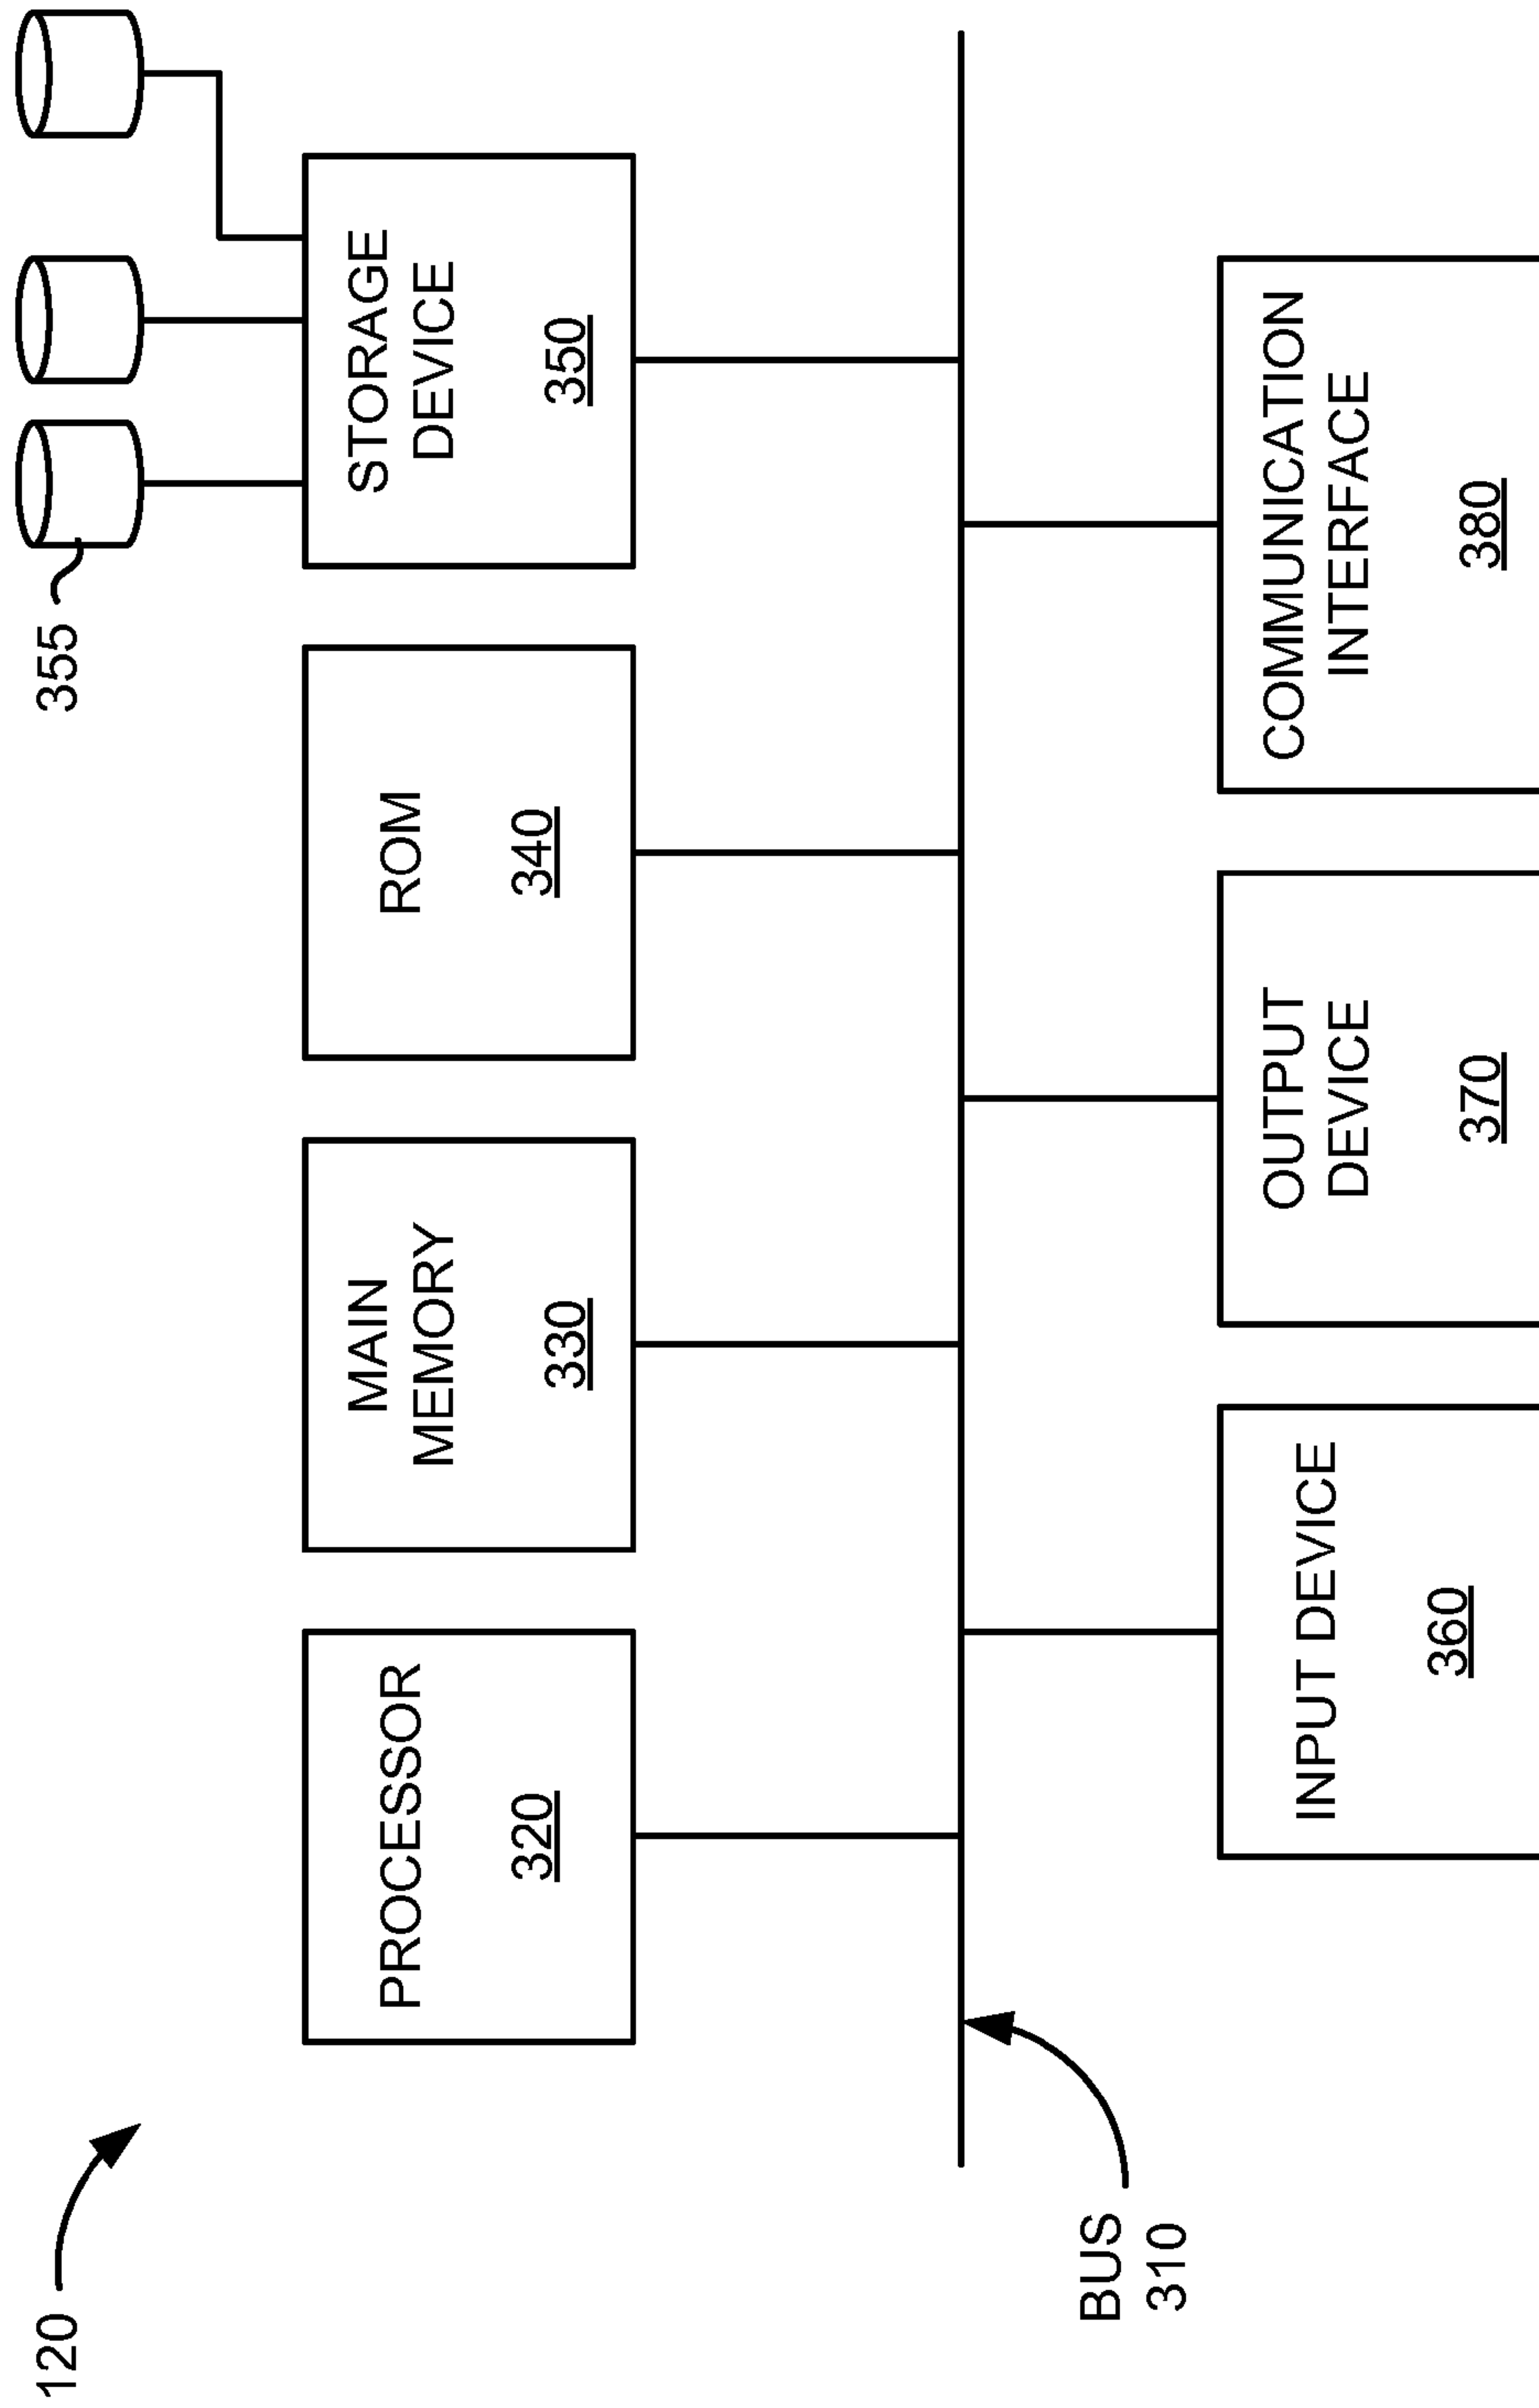 120
355
PROCESSOR
320
MAIN
MEMORY
330
ROM
340
STORAGE
DEVICE
350
BUS
310
INPUT DEVICE
360
OUTPUT
DEVICE
370
COMMUNICATION
INTERFACE
380